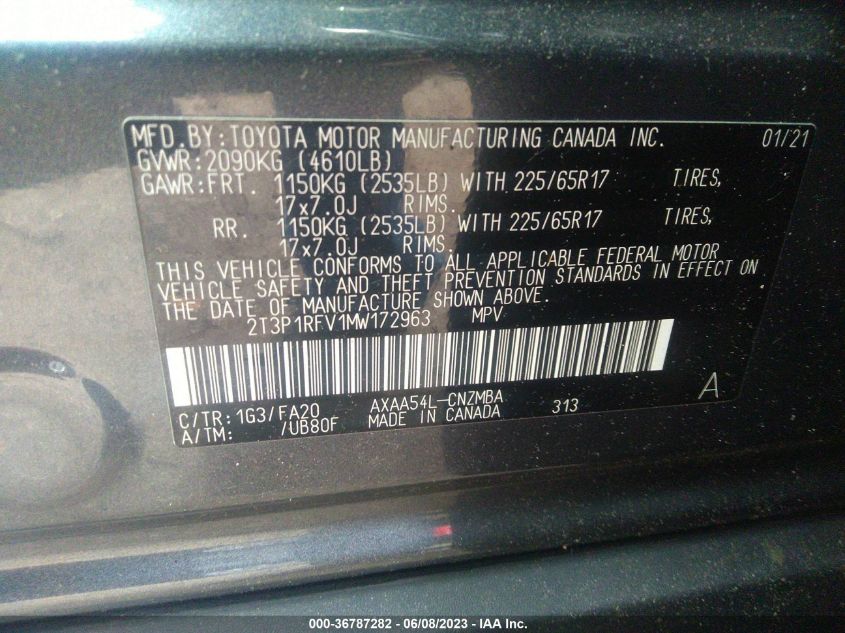 MFD.BY:TOYOTA MOTOR MANUFACTURING CANADA INC. 01/21
GVWR:2090KG (4610LB)
GAWR:FRT. 1150KG (2535LB) WITH 225/65R17 TIRES,
17x7.0J RIMS.
RR. 1150KG (2535LB) WITH 225/65R17 TIRES,
17x7.0J RIMS.
THIS VEHICLE CONFORMS TO ALL APPLICABLE FEDERAL MOTOR
VEHICLE SAFETY AND THEFT PREVENTION STANDARDS IN EFFECT ON
THE DATE OF MANUFACTURE SHOWN ABOVE.
2T3P1RFV1MW172963 MPV
A
C/TR:1G3/FA20 AXAA54L-CNZMBA 313
A/TM: /UB80F MADE IN CANADA
000-36787282 - 06/08/2023 - IAA Inc.